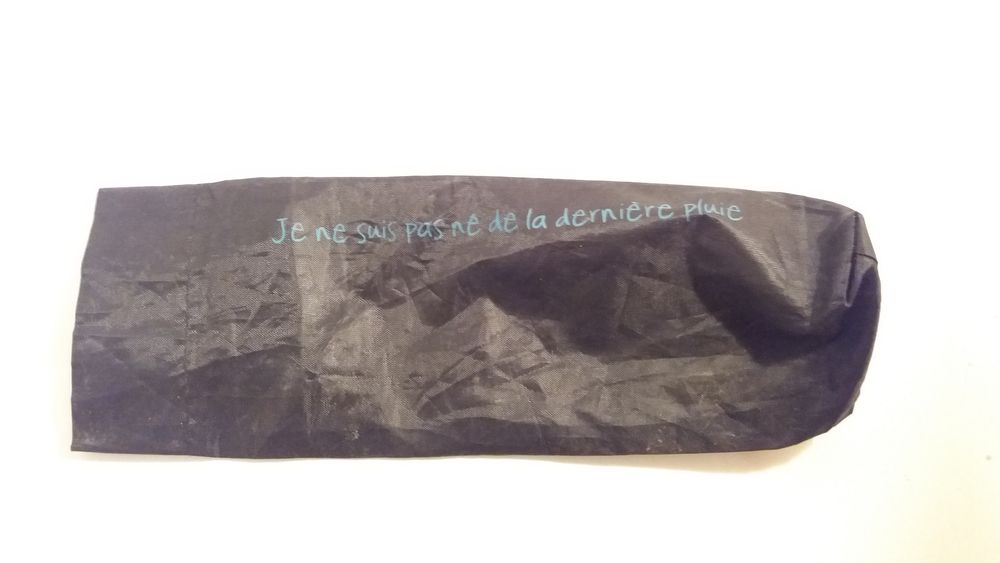 Je ne suis pas né de la dernière pluie